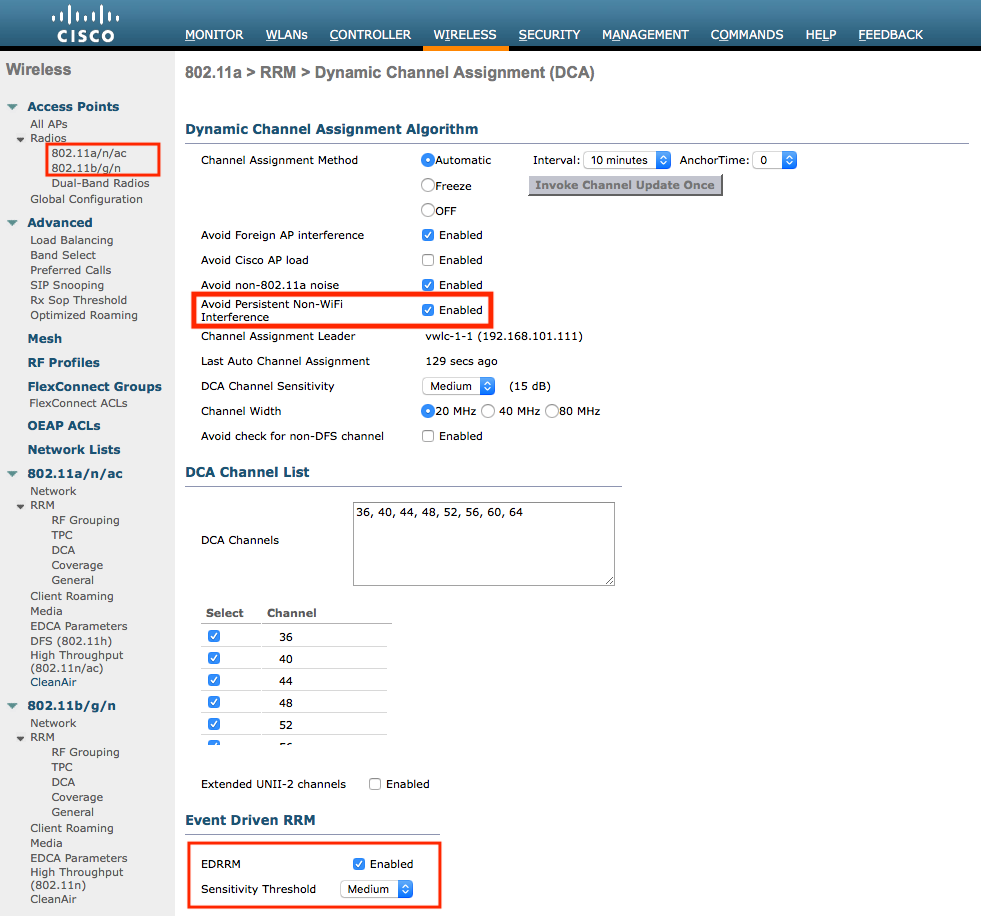 CISCO
MONITOR WLANs CONTROLLER WIRELESS SECURITY MANAGEMENT COMMANDS HELP FEEDBACK
Wireless
Access Points
All APs
Radios
802.11a/n/ac
802.11b/g/n
Dual-Band Radios
Global Configuration
Advanced
Load Balancing
Band Select
Preferred Calls
SIP Snooping
Rx Sop Threshold
Optimized Roaming
Mesh
RF Profiles
FlexConnect Groups
FlexConnect ACLs
OEAP ACLs
Network Lists
802.11a/n/ac
Network
RRM
RF Grouping
TPC
DCA
Coverage
General
Client Roaming
Media
EDCA Parameters
DFS (802.11h)
High Throughput
(802.11n/ac)
CleanAir
802.11b/g/n
Network
RRM
RF Grouping
TPC
DCA
Coverage
General
Client Roaming
Media
EDCA Parameters
High Throughput
(802.11n)
CleanAir
802.11a > RRM > Dynamic Channel Assignment (DCA)
Dynamic Channel Assignment Algorithm
Channel Assignment Method Automatic Interval: 10 minutes AnchorTime: 0
Freeze Invoke Channel Update Once
OFF
Avoid Foreign AP interference Enabled
Avoid Cisco AP load Enabled
Avoid non-802.11a noise Enabled
Avoid Persistent Non-WiFi
Interference Enabled
Channel Assignment Leader vwlc-1-1 (192.168.101.111)
Last Auto Channel Assignment 129 secs ago
DCA Channel Sensitivity Medium (15 dB)
Channel Width 20 MHz 40 MHz 80 MHz
Avoid check for non-DFS channel Enabled
DCA Channel List
DCA Channels 36, 40, 44, 48, 52, 56, 60, 64
Select Channel
36
40
44
48
52
Extended UNII-2 channels Enabled
Event Driven RRM
EDRRM Enabled
Sensitivity Threshold Medium